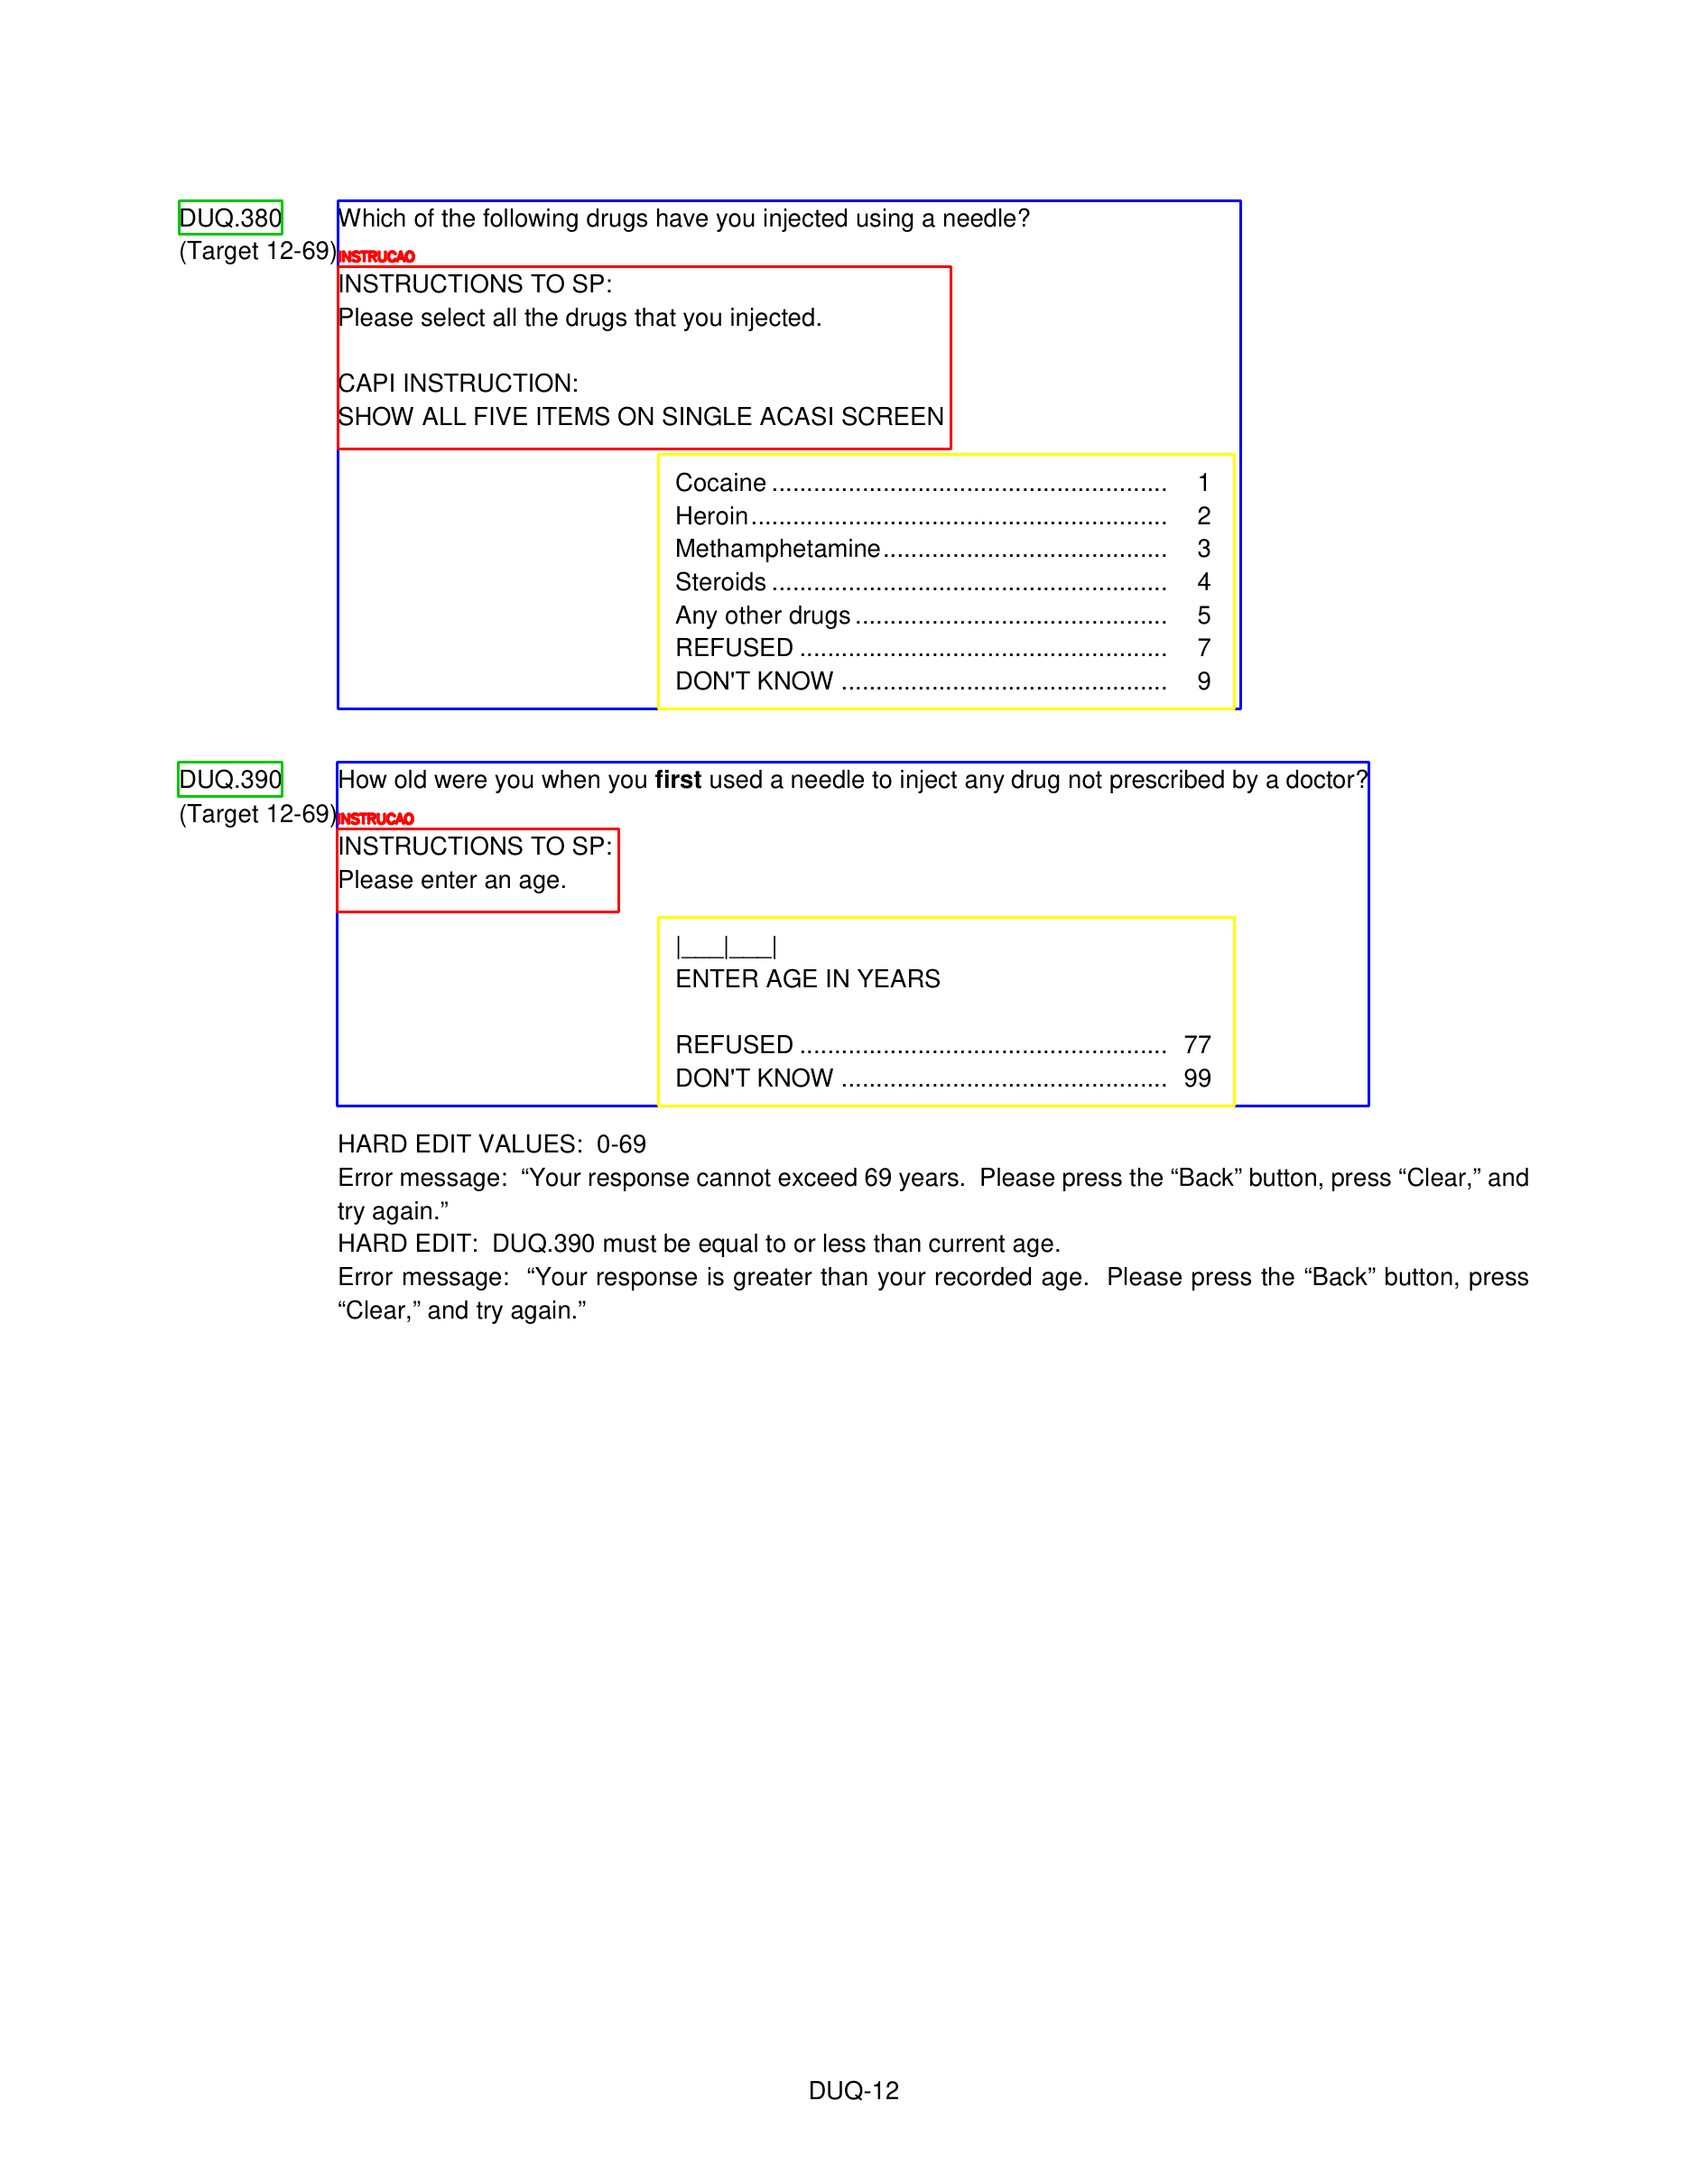 DUQ.380 Which of the following drugs have you injected using a needle?
(Target 12-69)
INSTRUCAO
INSTRUCTIONS TO SP:
Please select all the drugs that you injected.
CAPI INSTRUCTION:
SHOW ALL FIVE ITEMS ON SINGLE ACASI SCREEN
Cocaine ......................................................... 1
Heroin............................................................ 2
Methamphetamine......................................... 3
Steroids ......................................................... 4
Any other drugs ............................................. 5
REFUSED ..................................................... 7
DON'T KNOW ............................................... 9
DUQ.390 How old were you when you first used a needle to inject any drug not prescribed by a doctor?
(Target 12-69)
INSTRUCAO
INSTRUCTIONS TO SP:
Please enter an age.
|___|___|
ENTER AGE IN YEARS
REFUSED ..................................................... 77
DON'T KNOW ............................................... 99
HARD EDIT VALUES: 0-69
Error message: “Your response cannot exceed 69 years. Please press the “Back” button, press “Clear,” and
try again.”
HARD EDIT: DUQ.390 must be equal to or less than current age.
Error message: “Your response is greater than your recorded age. Please press the “Back” button, press
“Clear,” and try again.”
DUQ-12